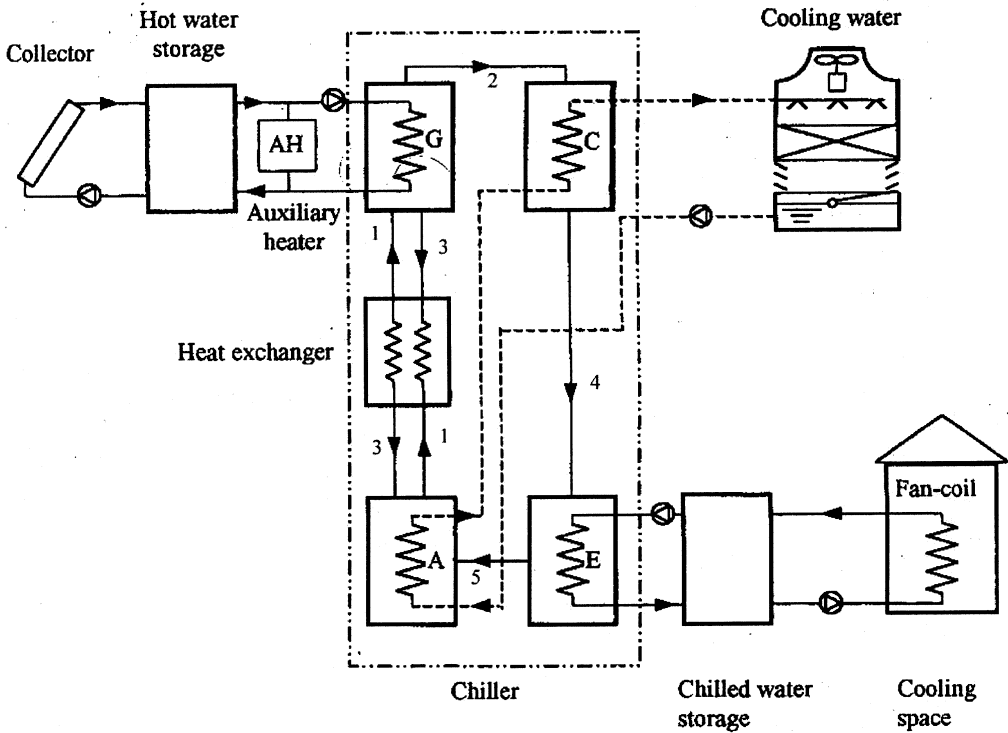 Hot water
storage
Cooling water
Collector
2
AH
G
C
Auxiliary
heater
1
3
Heat exchanger
4
3
1
Fan-coil
A
5
E
Chiller
Chilled water
storage
Cooling
space